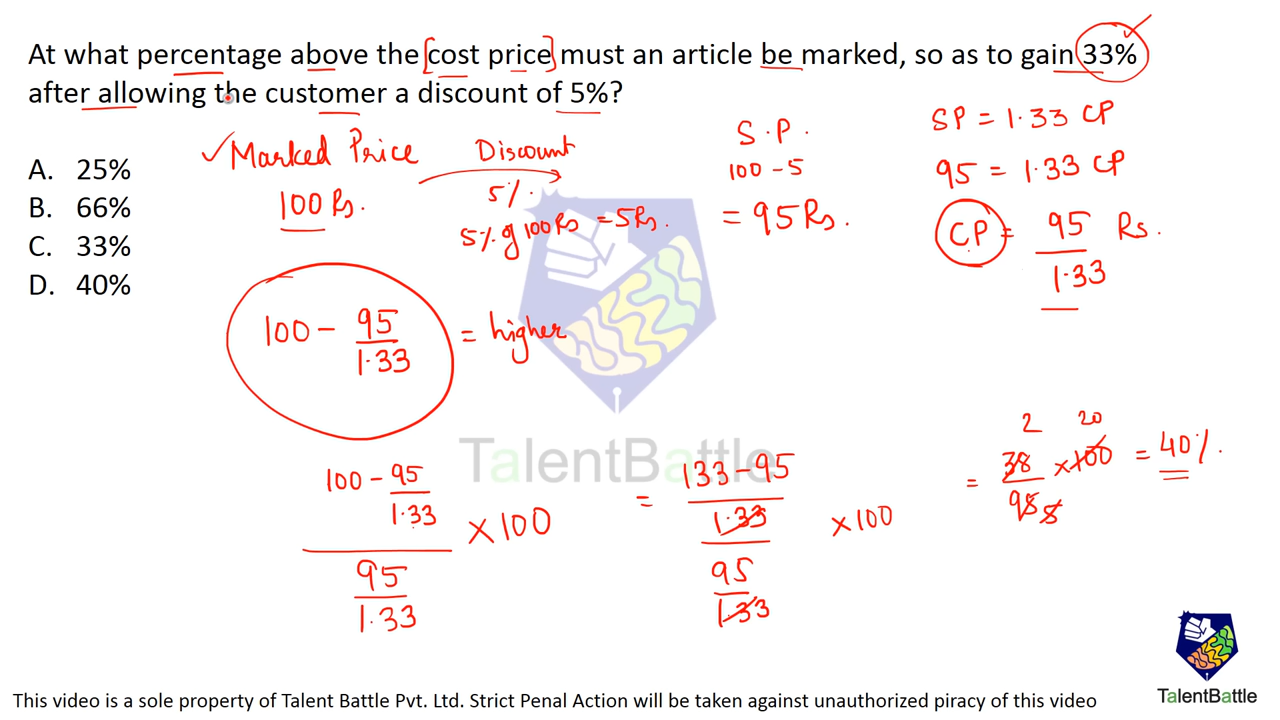 At what percentage above the [cost price] must an article be marked, so as to gain 33%
after allowing the customer a discount of 5%?
A. 25%
B. 66%
C. 33%
D. 40%
✓Marked Price
100 Rs.
Discount
5%
5% of 100 Rs = 5 Rs.
S.P.
100 - 5
= 95 Rs.
SP = 1.33 CP
95 = 1.33 CP
CP = 95/1.33 Rs.
100 - 95/1.33 = higher
TalentBattle
100 - 95/1.33
95/1.33
× 100
= 133 - 95
1.33
95
1.33
× 100
= 38/95 × 100 = 40%.
2
20
5
TalentBattle
This video is a sole property of Talent Battle Pvt. Ltd. Strict Penal Action will be taken against unauthorized piracy of this video